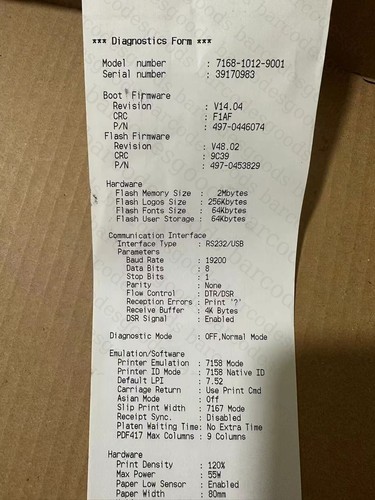 *** Diagnostics Form ***
Model number : 7168-1012-9001
Serial number : 39170983
Boot Firmware
Revision : V14.04
CRC : F1AF
P/N : 497-0446074
Flash Firmware
Revision : V48.02
CRC : 9C39
P/N : 497-0453829
Hardware
Flash Memory Size : 2Mbytes
Flash Logos Size : 256Kbytes
Flash Fonts Size : 64Kbytes
Flash User Storage : 64Kbytes
Communication Interface
Interface Type : RS232/USB
Parameters
Baud Rate : 19200
Data Bits : 8
Stop Bits : 1
Parity : None
Flow Control : DTR/DSR
Reception Errors : Print '?'
Receive Buffer : 4K Bytes
DSR Signal : Enabled
Diagnostic Mode : OFF,Normal Mode
Emulation/Software
Printer Emulation : 7158 Mode
Printer ID Mode : 7158 Native ID
Default LPI : 7.52
Carriage Return : Use Print Cmd
Asian Mode : Off
Slip Print Width : 7167 Mode
Receipt Sync. : Disabled
Platen Waiting Time: No Extra Time
PDF417 Max Columns : 9 Columns
Hardware
Print Density : 120%
Max Power : 55W
Paper Low Sensor : Enabled
Paper Width : 80mm